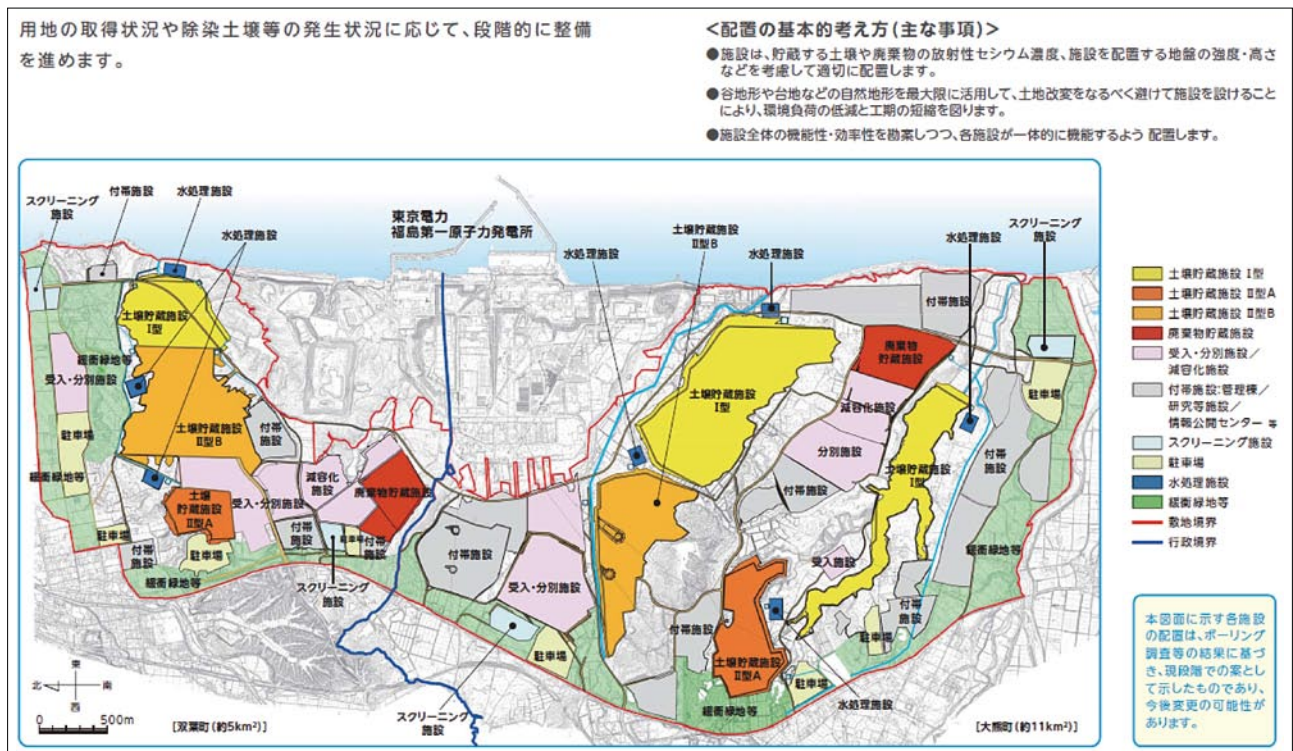 用地の取得状況や除染土壌等の発生状況に応じて、段階的に整備
を進めます。
<配置の基本的考え方(主な事項)>
●施設は、貯蔵する土壌や廃棄物の放射性セシウム濃度、施設を配置する地盤の強度・高さ
などを考慮して適切に配置します。
●谷地形や台地などの自然地形を最大限に活用して、土地改変をなるべく避けて施設を設けること
により、環境負荷の低減と工期の短縮を図ります。
●施設全体の機能性・効率性を勘案しつつ、各施設が一体的に機能するよう 配置します。
スクリーニング
施設
付帯施設
水処理施設
水処理施設
東京電力
福島第一原子力発電所
水処理施設
土壌貯蔵施設
Ⅱ型B
水処理施設
水処理施設
スクリーニング
施設
土壌貯蔵施設
Ⅰ型
緩衝緑地等
受入・分別施設
駐車場
土壌貯蔵施設
Ⅱ型B
付帯
施設
緩衝緑地等
土壌
貯蔵施設
Ⅱ型A
受入・分別施設
減容化
施設
廃棄物貯蔵施設
駐車場
付帯
施設
駐車場
付帯
施設
駐車場
付帯
施設
緩衝緑地等
スクリーニング
施設
付帯施設
受入・分別施設
駐車場
スクリーニング
施設
土壌貯蔵施設
Ⅰ型
付帯施設
廃棄物
貯蔵施設
減容化施設
分別施設
付帯施設
受入施設
土壌貯蔵施設
Ⅰ型
駐車場
付帯
施設
緩衝緑地等
付帯
施設
駐車場
付帯施設
土壌貯蔵施設
Ⅱ型A
駐車場
緩衝緑地等
水処理施設
東
北 南
西
0 500m
[双葉町(約5km²)]
[大熊町(約11km²)]
土壌貯蔵施設 Ⅰ型
土壌貯蔵施設 Ⅱ型A
土壌貯蔵施設 Ⅱ型B
廃棄物貯蔵施設
受入・分別施設/
減容化施設
付帯施設:管理棟/
研究等施設/
情報公開センター 等
スクリーニング施設
駐車場
水処理施設
緩衝緑地等
敷地境界
行政境界
本図面に示す各施設
の配置は、ボーリング
調査等の結果に基づ
き、現段階での案とし
て示したものであり、
今後変更の可能性が
あります。